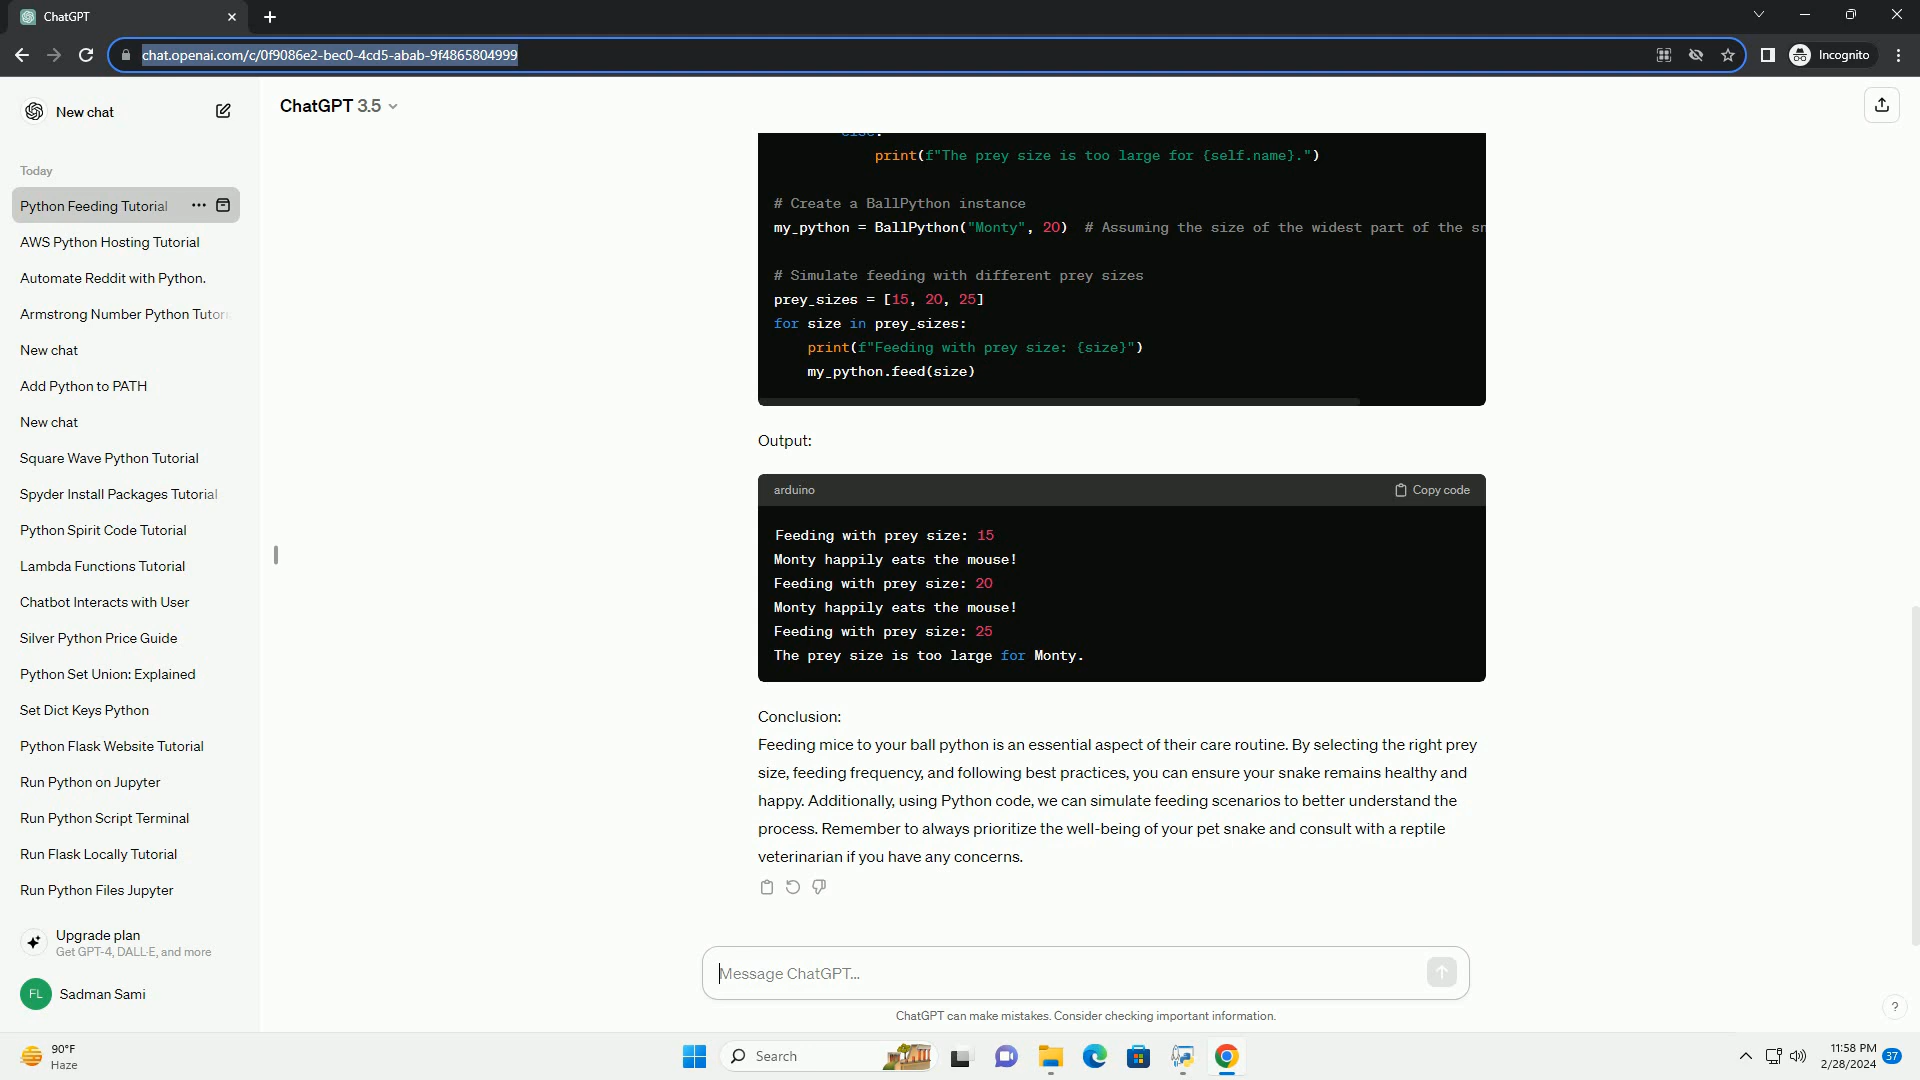 ChatGPT
chat.openai.com/c/0f9086e2-bec0-4cd5-abab-9f4865804999
Incognito
New chat
ChatGPT 3.5
Today
Python Feeding Tutorial
AWS Python Hosting Tutorial
Automate Reddit with Python.
Armstrong Number Python Tutori
New chat
Add Python to PATH
New chat
Square Wave Python Tutorial
Spyder Install Packages Tutorial
Python Spirit Code Tutorial
Lambda Functions Tutorial
Chatbot Interacts with User
Silver Python Price Guide
Python Set Union: Explained
Set Dict Keys Python
Python Flask Website Tutorial
Run Python on Jupyter
Run Python Script Terminal
Run Flask Locally Tutorial
Run Python Files Jupyter
Upgrade plan
Get GPT-4, DALL·E, and more
FL Sadman Sami
else:
print(f"The prey size is too large for {self.name}.")
# Create a BallPython instance
my_python = BallPython("Monty", 20)  # Assuming the size of the widest part of the sn
# Simulate feeding with different prey sizes
prey_sizes = [15, 20, 25]
for size in prey_sizes:
print(f"Feeding with prey size: {size}")
my_python.feed(size)
Output:
arduino
Copy code
Feeding with prey size: 15
Monty happily eats the mouse!
Feeding with prey size: 20
Monty happily eats the mouse!
Feeding with prey size: 25
The prey size is too large for Monty.
Conclusion:
Feeding mice to your ball python is an essential aspect of their care routine. By selecting the right prey
size, feeding frequency, and following best practices, you can ensure your snake remains healthy and
happy. Additionally, using Python code, we can simulate feeding scenarios to better understand the
process. Remember to always prioritize the well-being of your pet snake and consult with a reptile
veterinarian if you have any concerns.
Message ChatGPT...
ChatGPT can make mistakes. Consider checking important information.
?
90°F
Haze
Search
11:58 PM
2/28/2024
37